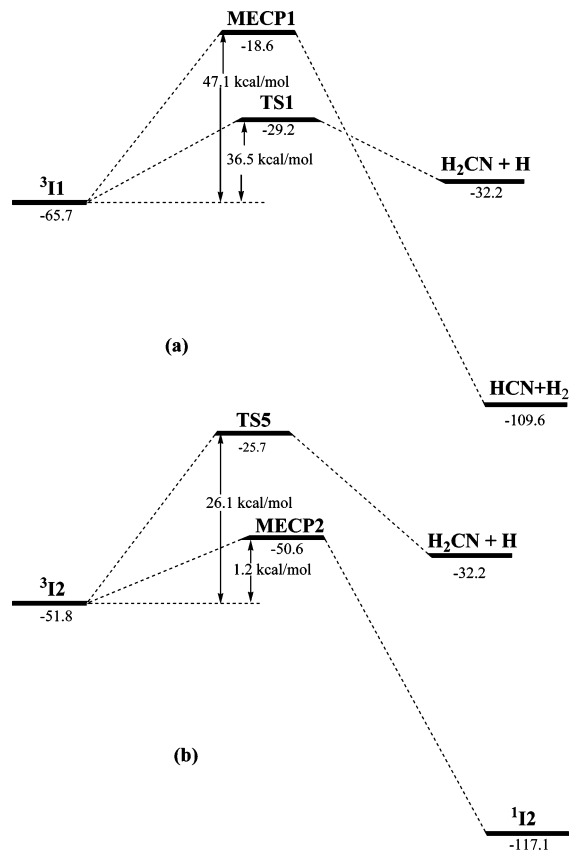 MECP1
-18.6
47.1 kcal/mol
TS1
-29.2
36.5 kcal/mol
H₂CN + H
-32.2
³I1
-65.7
(a)
HCN+H₂
-109.6
TS5
-25.7
26.1 kcal/mol
MECP2
-50.6
H₂CN + H
-32.2
1.2 kcal/mol
³I2
-51.8
(b)
¹I2
-117.1